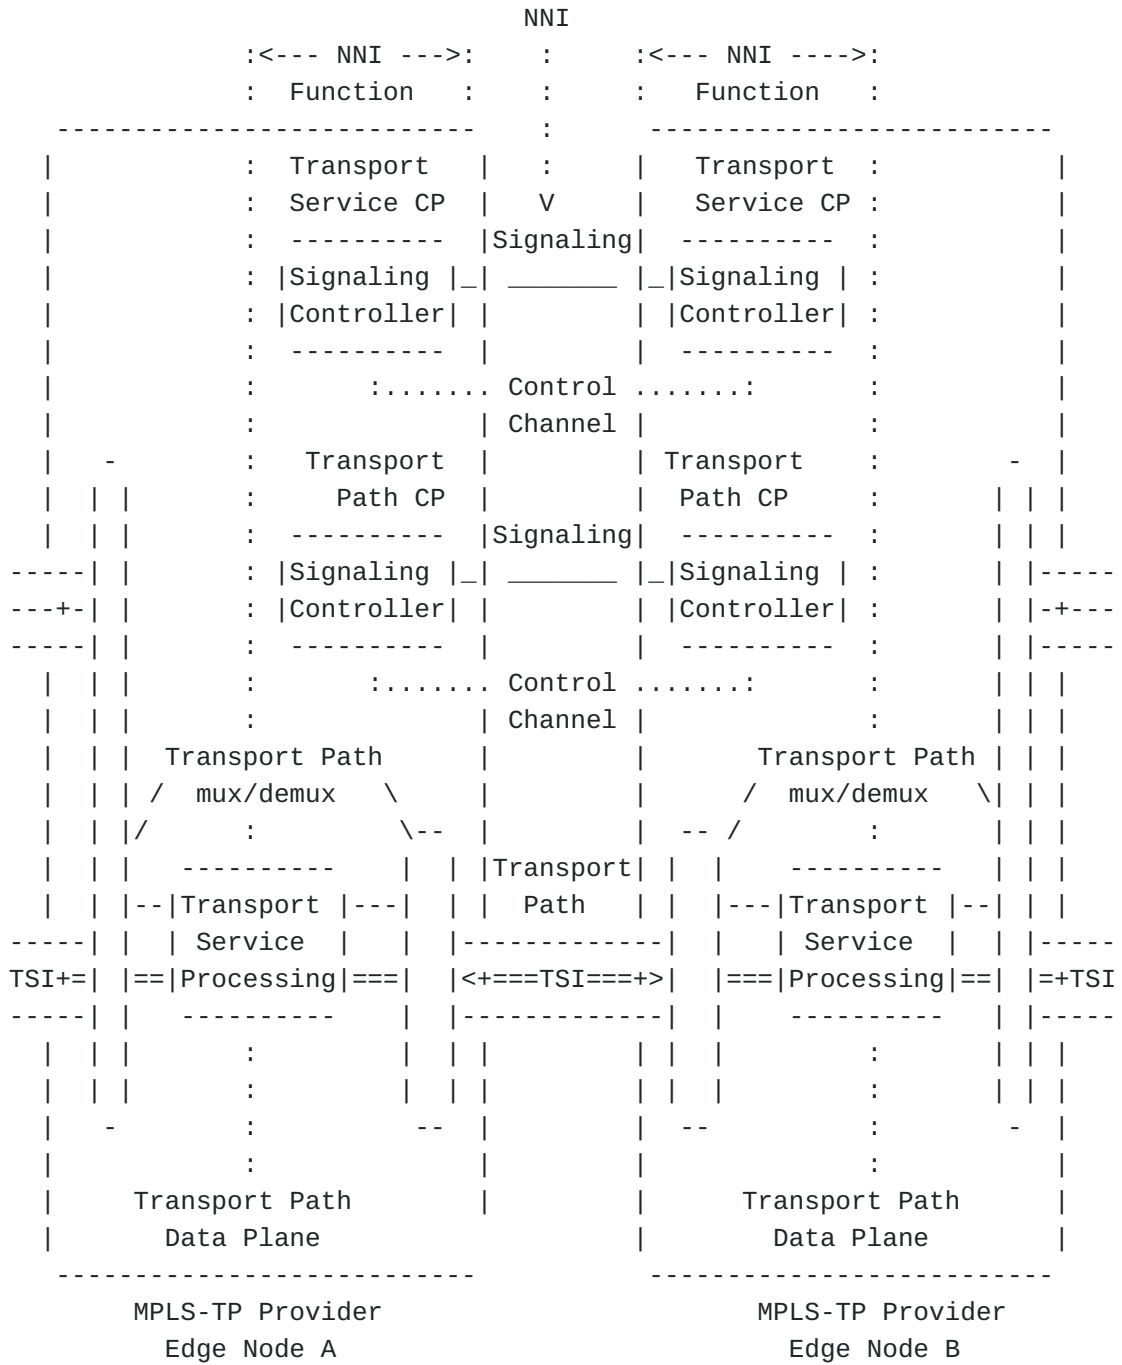 NNI
                :<--- NNI --->:    :     :<--- NNI ---->:
                :  Function   :    :     :   Function   :
    ---------------------------    :      --------------------------
   |            :  Transport   |   :    |   Transport  :            |
   |            :  Service CP  |   V    |   Service CP :            |
   |            :  ----------  |Signaling|  ----------  :           |
   |            : |Signaling |_| _______ |_|Signaling | :           |
   |            : |Controller| |         | |Controller| :           |
   |            :  ----------  |         |  ----------  :           |
   |            :       :....... Control .......:       :           |
   |            :              | Channel |              :           |
   |   -        :   Transport  |         | Transport    :        -  |
   |  | |       :     Path CP  |         |  Path CP     :       | | |
   |  | |       :  ----------  |Signaling|  ----------  :       | | |
 -----| |       : |Signaling |_| _______ |_|Signaling | :       | |-----
 ---+-| |       : |Controller| |         | |Controller| :       | |-+---
 -----| |       :  ----------  |         |  ----------  :       | |-----
   |  | |       :       :....... Control .......:       :       | | |
   |  | |       :              | Channel |              :       | | |
   |  | |  Transport Path      |         |       Transport Path | | |
   |  | | /  mux/demux   \     |         |      /  mux/demux   \| | |
   |  | |/      :         \--  |         |  -- /        :       | | |
   |  | |   ----------    |  | |Transport| |  |    ----------   | | |
   |  | |--|Transport |---|  | |  Path   | |  |---|Transport |--| | |
 -----| |  | Service  |   |  |-------------|  |   | Service  |  | |-----
 TSI+=| |==|Processing|===|  |<+===TSI===+>|  |===|Processing|==| |=+TSI
 -----| |   ----------    |  |-------------|  |    ----------   | |-----
   |  | |       :         |  | |         | |  |         :       | | |
   |  | |       :         |  | |         | |  |         :       | | |
   |   -        :          --  |         |  --          :        -  |
   |            :              |         |              :           |
   |     Transport Path        |         |      Transport Path      |
   |       Data Plane                    |        Data Plane        |
    ---------------------------           --------------------------
         MPLS-TP Provider                        MPLS-TP Provider
           Edge Node A                             Edge Node B